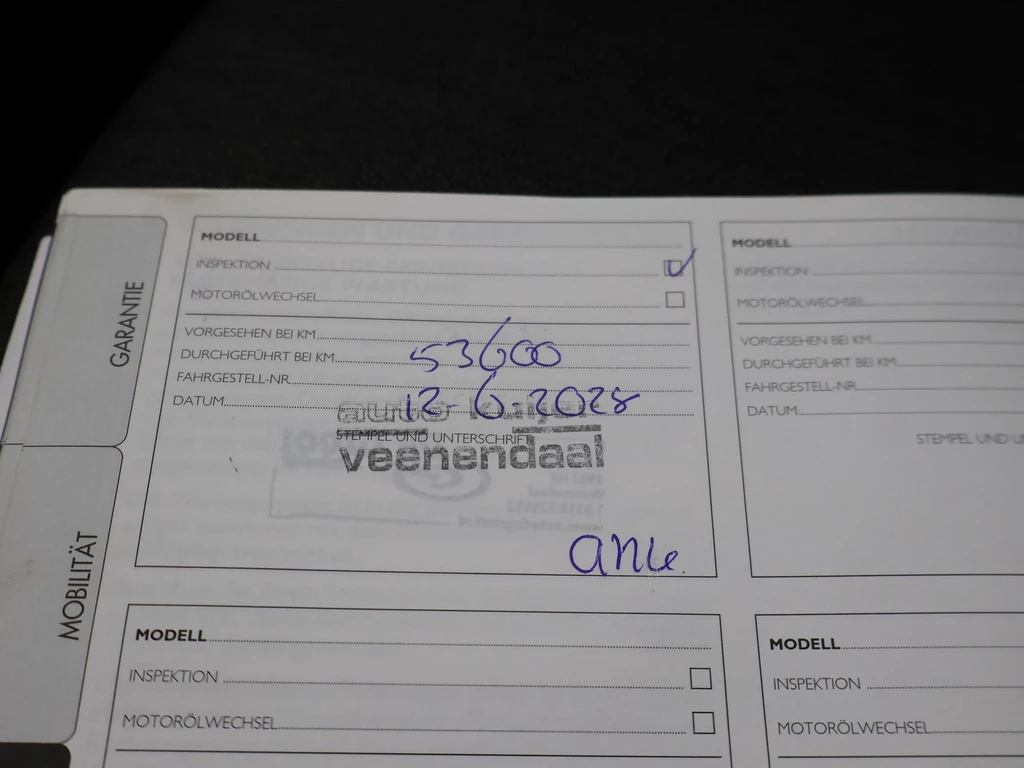 GARANTIE
MOBILITÄT
MODELL
INSPEKTION
MOTORÖLWECHSEL
VORGESEHEN BEI KM
DURCHGEFÜHRT BEI KM 53600
FAHRGESTELL-NR.
DATUM 12-6-2028
auto
STEMPEL UND UNTERSCHRIFT
veenendaal
MODELL
INSPEKTION
MOTORÖLWECHSEL
VORGESEHEN BEI KM
DURCHGEFÜHRT BEI KM
FAHRGESTELL-NR.
DATUM
STEMPEL UND U
MODELL
INSPEKTION
MOTORÖLWECHSEL
MODELL
INSPEKTION
MOTORÖLWECHSEL